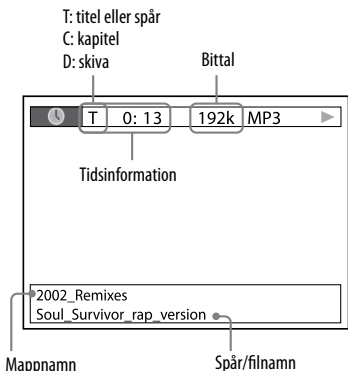 T: titel eller spår
C: kapitel
D: skiva
Bittal
T 0: 13 192k MP3
Tidsinformation
2002_Remixes
Soul_Survivor_rap_version
Mappnamn
Spår/filnamn